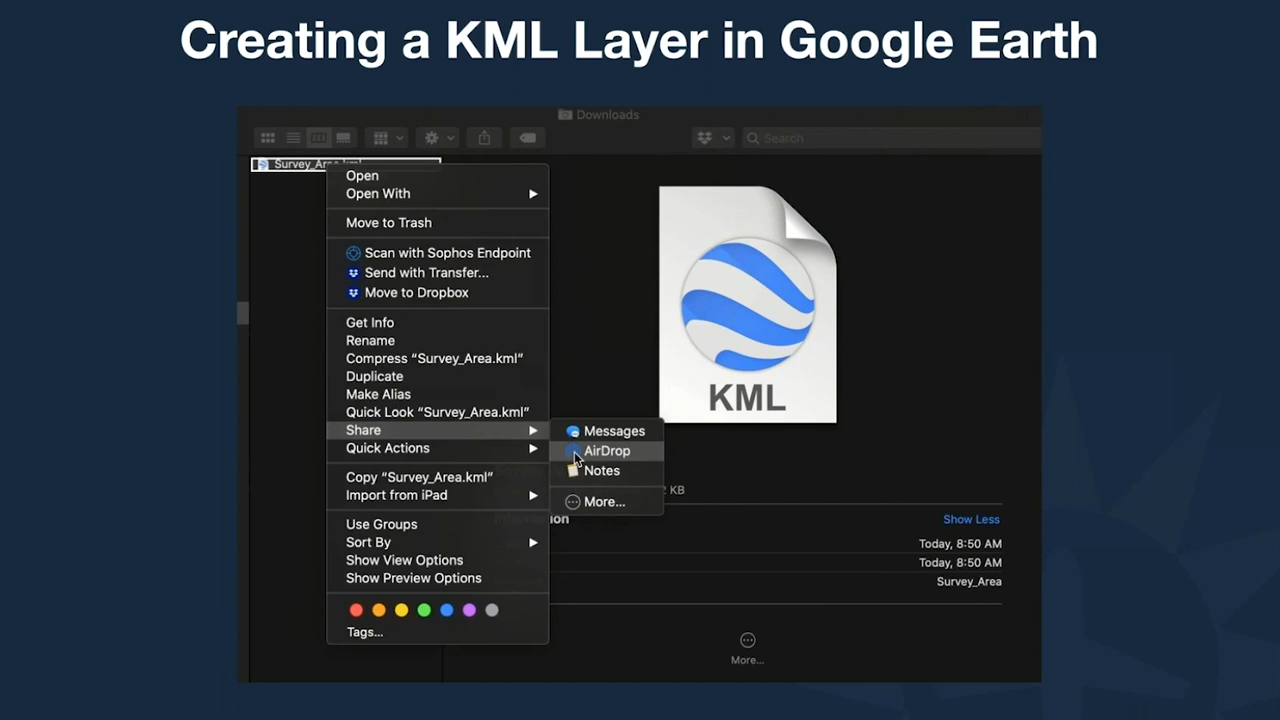 Creating a KML Layer in Google Earth
Downloads
Search
Open
Open With
Move to Trash
Scan with Sophos Endpoint
Send with Transfer...
Move to Dropbox
Get Info
Rename
Compress “Survey_Area.kml”
Duplicate
Make Alias
Quick Look “Survey_Area.kml”
Share
Quick Actions
Copy “Survey_Area.kml”
Import from iPad
Use Groups
Sort By
Show View Options
Show Preview Options
Tags...
Messages
AirDrop
Notes
More...
KML
KB
Show Less
Today, 8:50 AM
Today, 8:50 AM
Survey_Area
More...